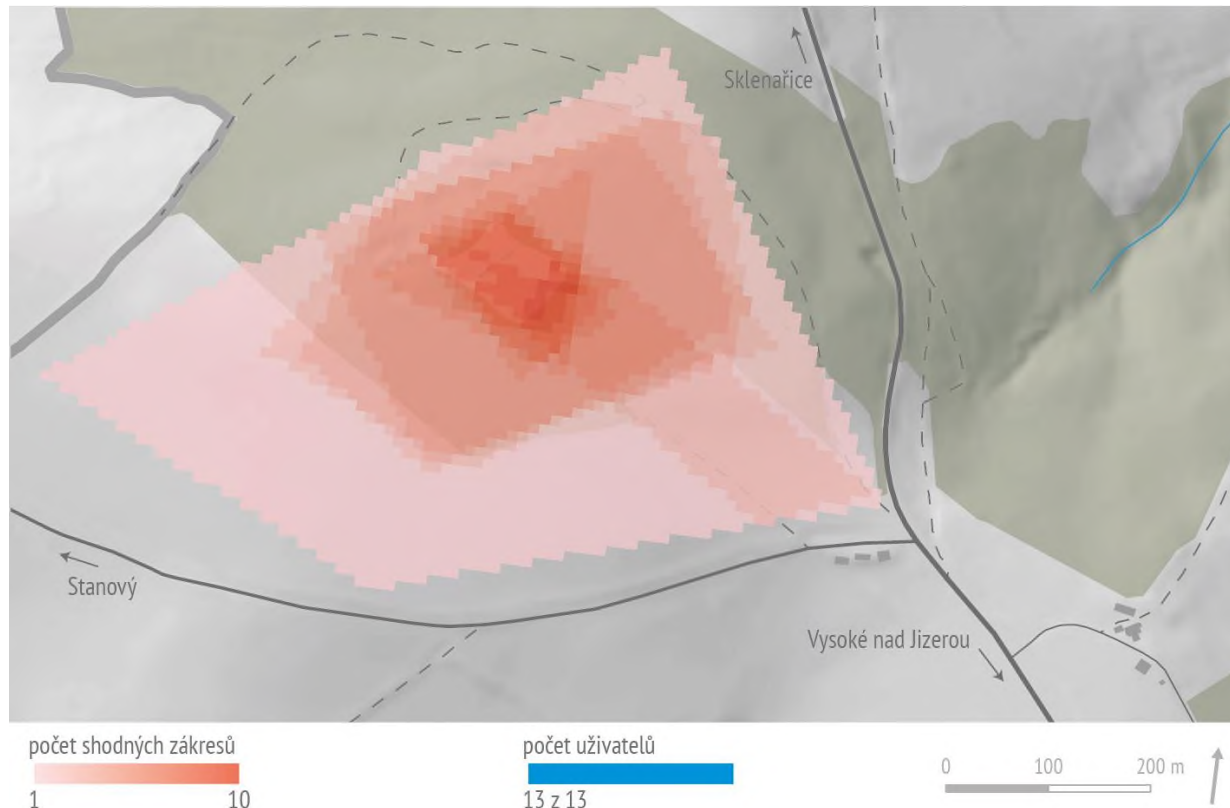 Sklenařice
Stanový
Vysoké nad Jizerou
počet shodných zákresů
1 10
počet uživatelů
13 z 13
0 100 200 m